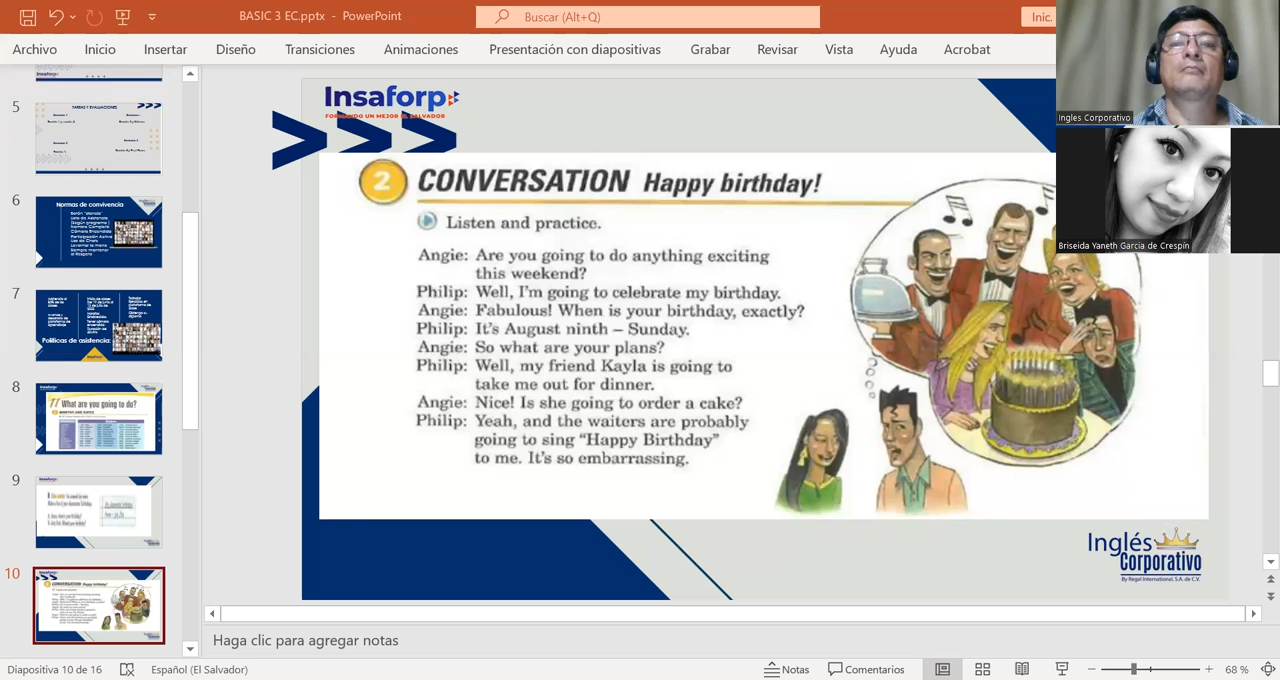 BASIC 3 EC.pptx - PowerPoint
Buscar (Alt+Q)
Inic.
Archivo
Inicio
Insertar
Diseño
Transiciones
Animaciones
Presentación con diapositivas
Grabar
Revisar
Vista
Ayuda
Acrobat
Ingles Corporativo
Briseida Yaneth Garcia de Crespin
5
TAREAS Y EVALUACIONES
6
Normas de convivencia
7
Políticas de asistencia:
8
What are you going to do?
9
10
CONVERSATION Happy birthday!
Insaforp
FORMANDO UN MEJOR EL SALVADOR
2 CONVERSATION Happy birthday!
Listen and practice.
Angie: Are you going to do anything exciting
this weekend?
Philip: Well, I'm going to celebrate my birthday.
Angie: Fabulous! When is your birthday, exactly?
Philip: It's August ninth – Sunday.
Angie: So what are your plans?
Philip: Well, my friend Kayla is going to
take me out for dinner.
Angie: Nice! Is she going to order a cake?
Philip: Yeah, and the waiters are probably
going to sing “Happy Birthday”
to me. It's so embarrassing.
Inglés
Corporativo
By Regal International, S.A. de C.V.
Haga clic para agregar notas
Diapositiva 10 de 16
Español (El Salvador)
Notas
Comentarios
68 %